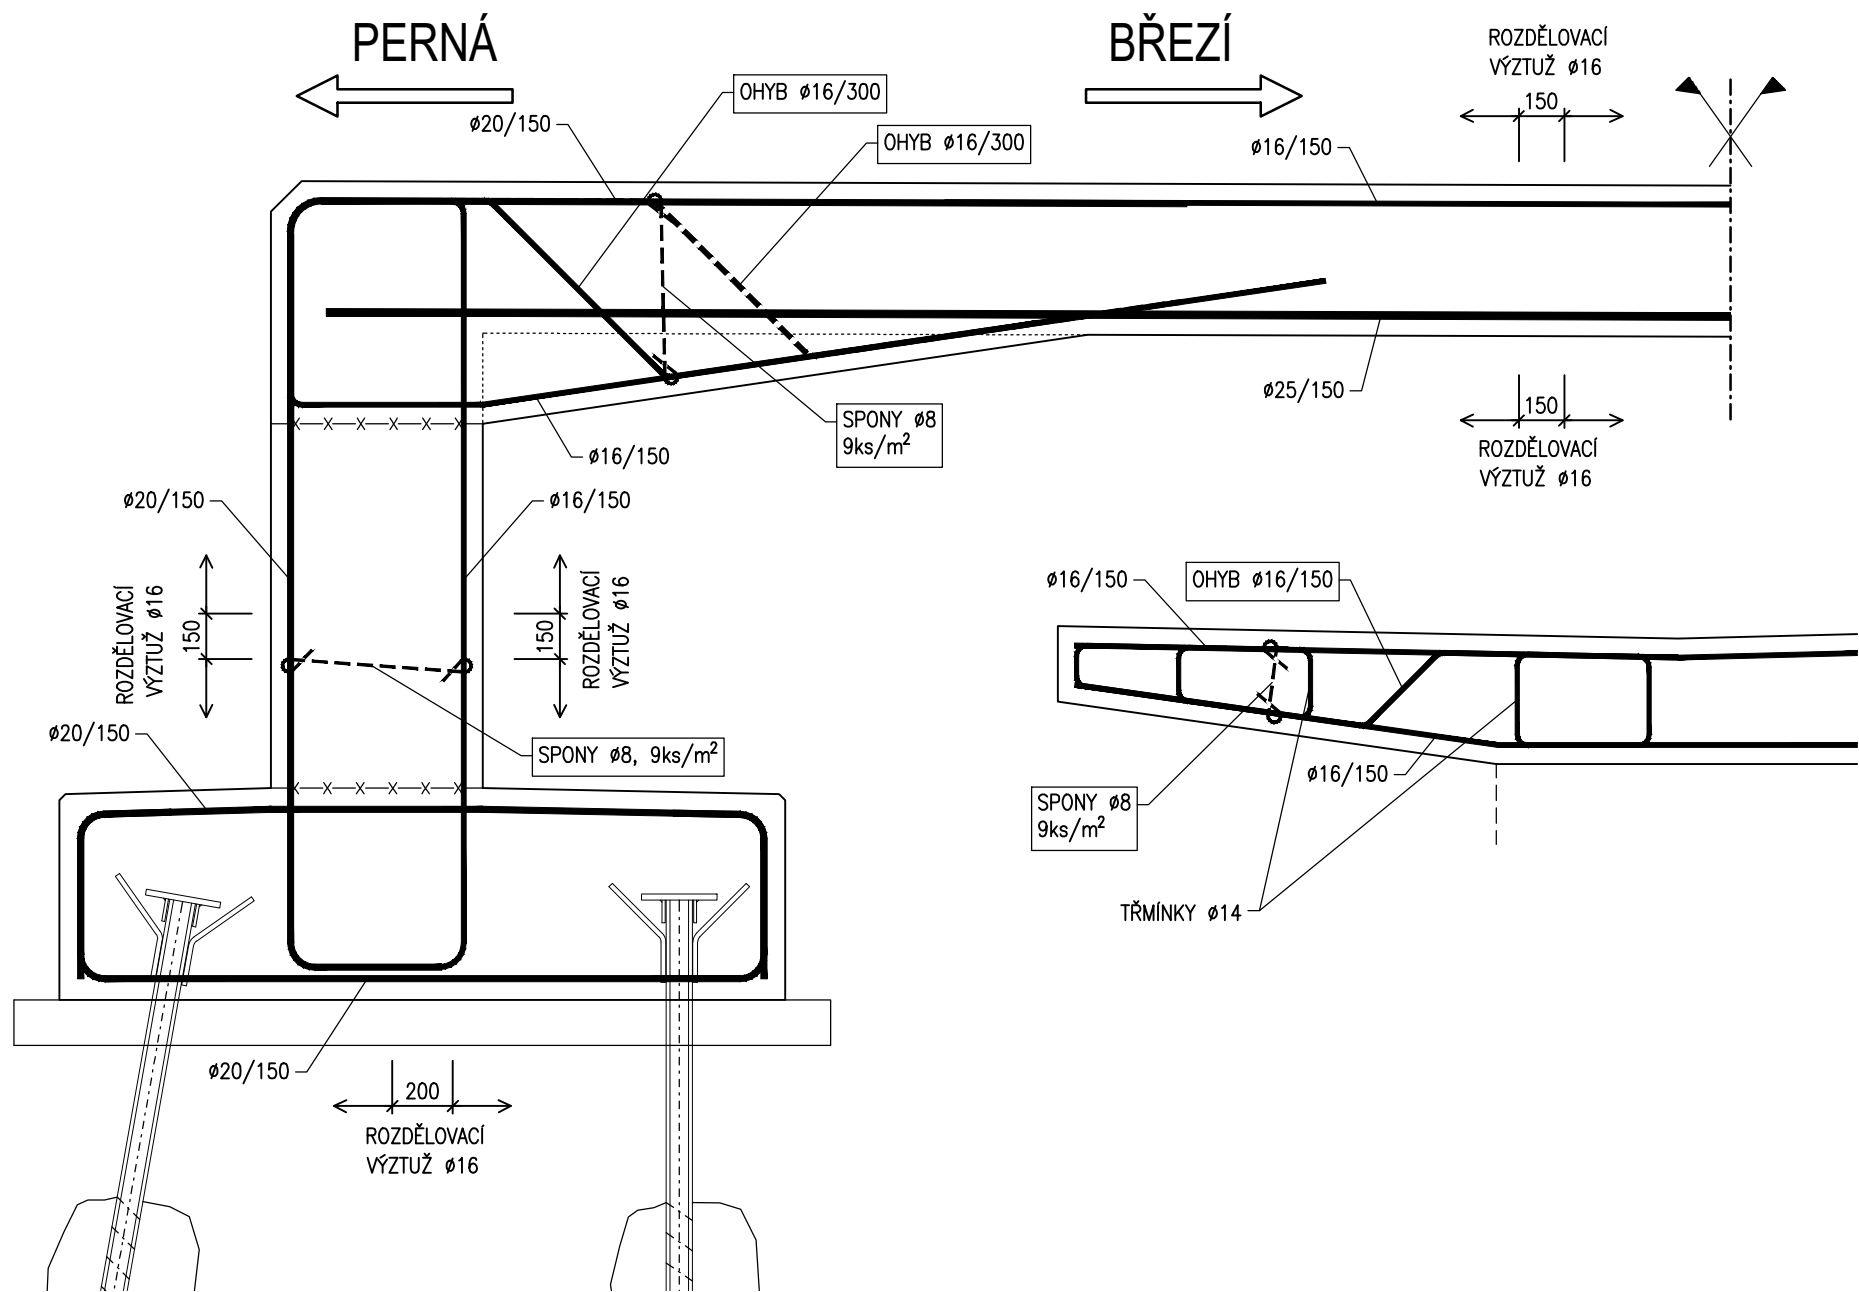 PERNÁ
BŘEZÍ
ROZDĚLOVACÍ
VÝZTUŽ ø16
150
OHYB ø16/300
ø20/150
OHYB ø16/300
ø16/150
ø25/150
150
ROZDĚLOVACÍ
VÝZTUŽ ø16
SPONY ø8
9ks/m²
ø16/150
ø20/150
ø16/150
ROZDĚLOVACÍ
VÝZTUŽ ø16
150
150
ROZDĚLOVACÍ
VÝZTUŽ ø16
ø16/150
OHYB ø16/150
ø20/150
SPONY ø8, 9ks/m²
ø16/150
SPONY ø8
9ks/m²
TŘMÍNKY ø14
ø20/150
200
ROZDĚLOVACÍ
VÝZTUŽ ø16